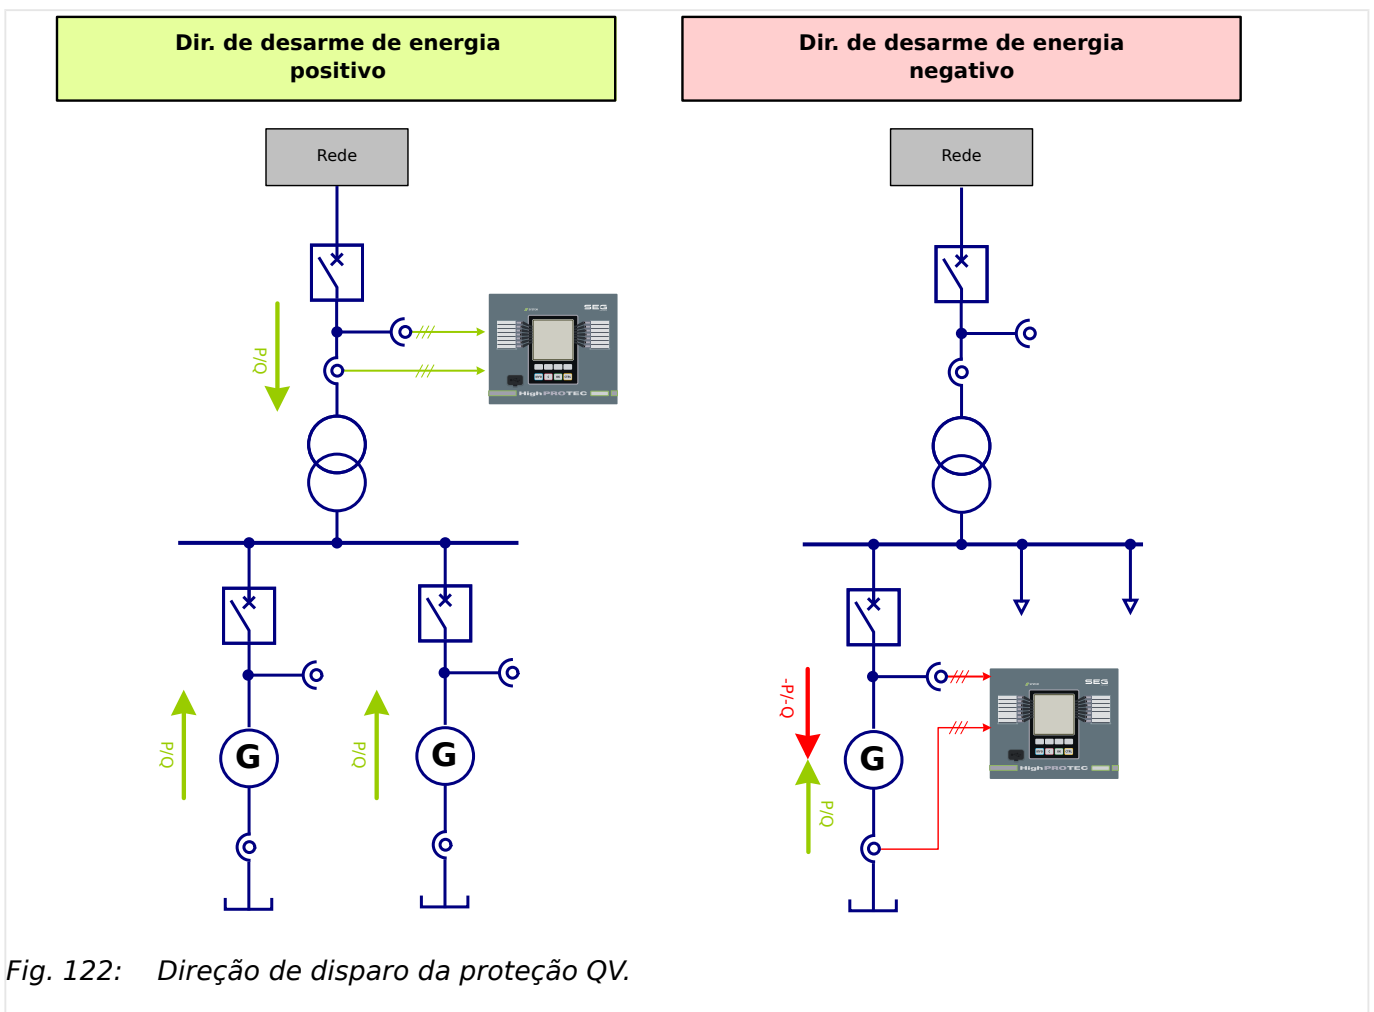 Dir. de desarme de energia
positivo
Dir. de desarme de energia
negativo
Rede
Rede
SEG
P/Q
HighPROTEC
P/Q
P/Q
G
G
-P/-Q
SEG
G
P/Q
HighPROTEC
Fig. 122: Direção de disparo da proteção QV.